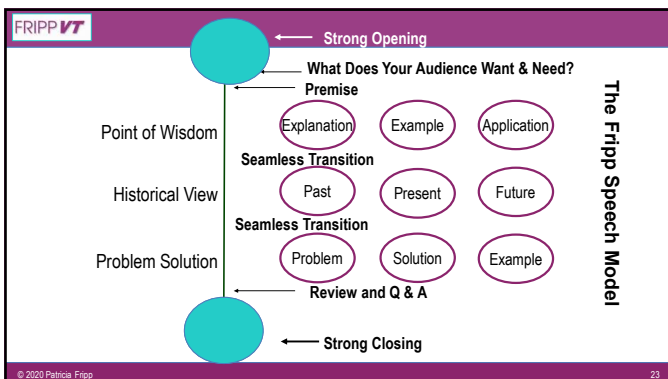 FRIPP VT
Strong Opening
What Does Your Audience Want & Need?
Premise
Point of Wisdom
Explanation
Example
Application
Seamless Transition
Historical View
Past
Present
Future
Seamless Transition
Problem Solution
Problem
Solution
Example
Review and Q & A
Strong Closing
The Fripp Speech Model
© 2020 Patricia Fripp
23